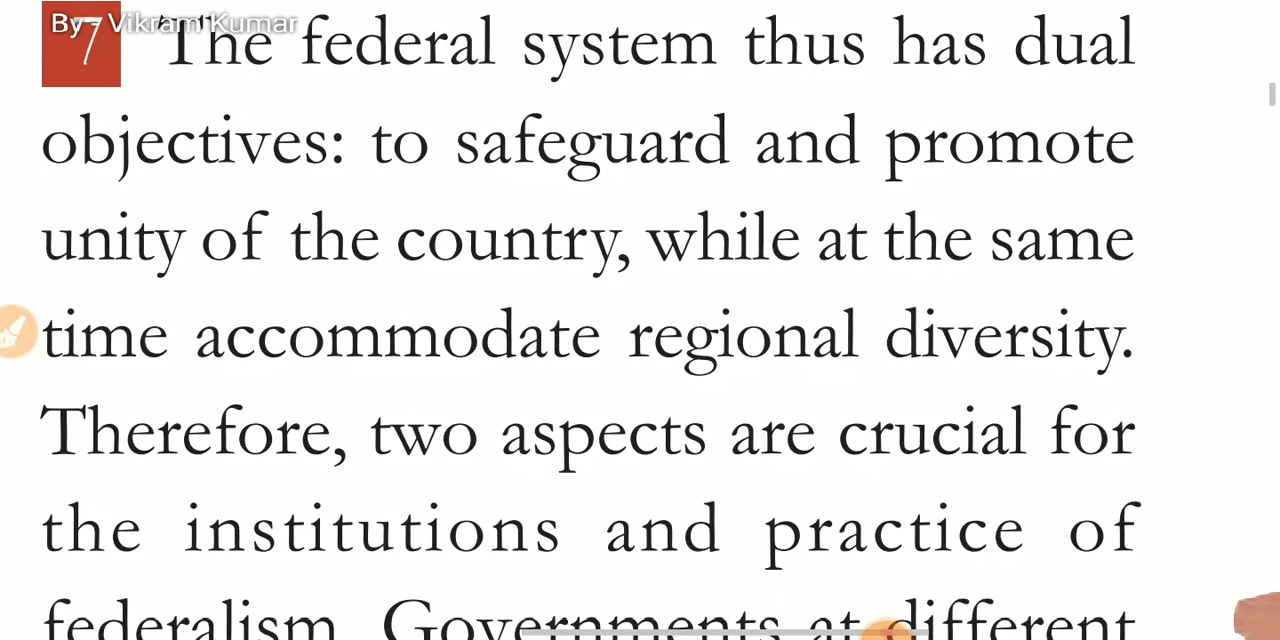 By - Vikram Kumar
7 The federal system thus has dual
objectives: to safeguard and promote
unity of the country, while at the same
time accommodate regional diversity.
Therefore, two aspects are crucial for
the institutions and practice of
federalism. Governments at different